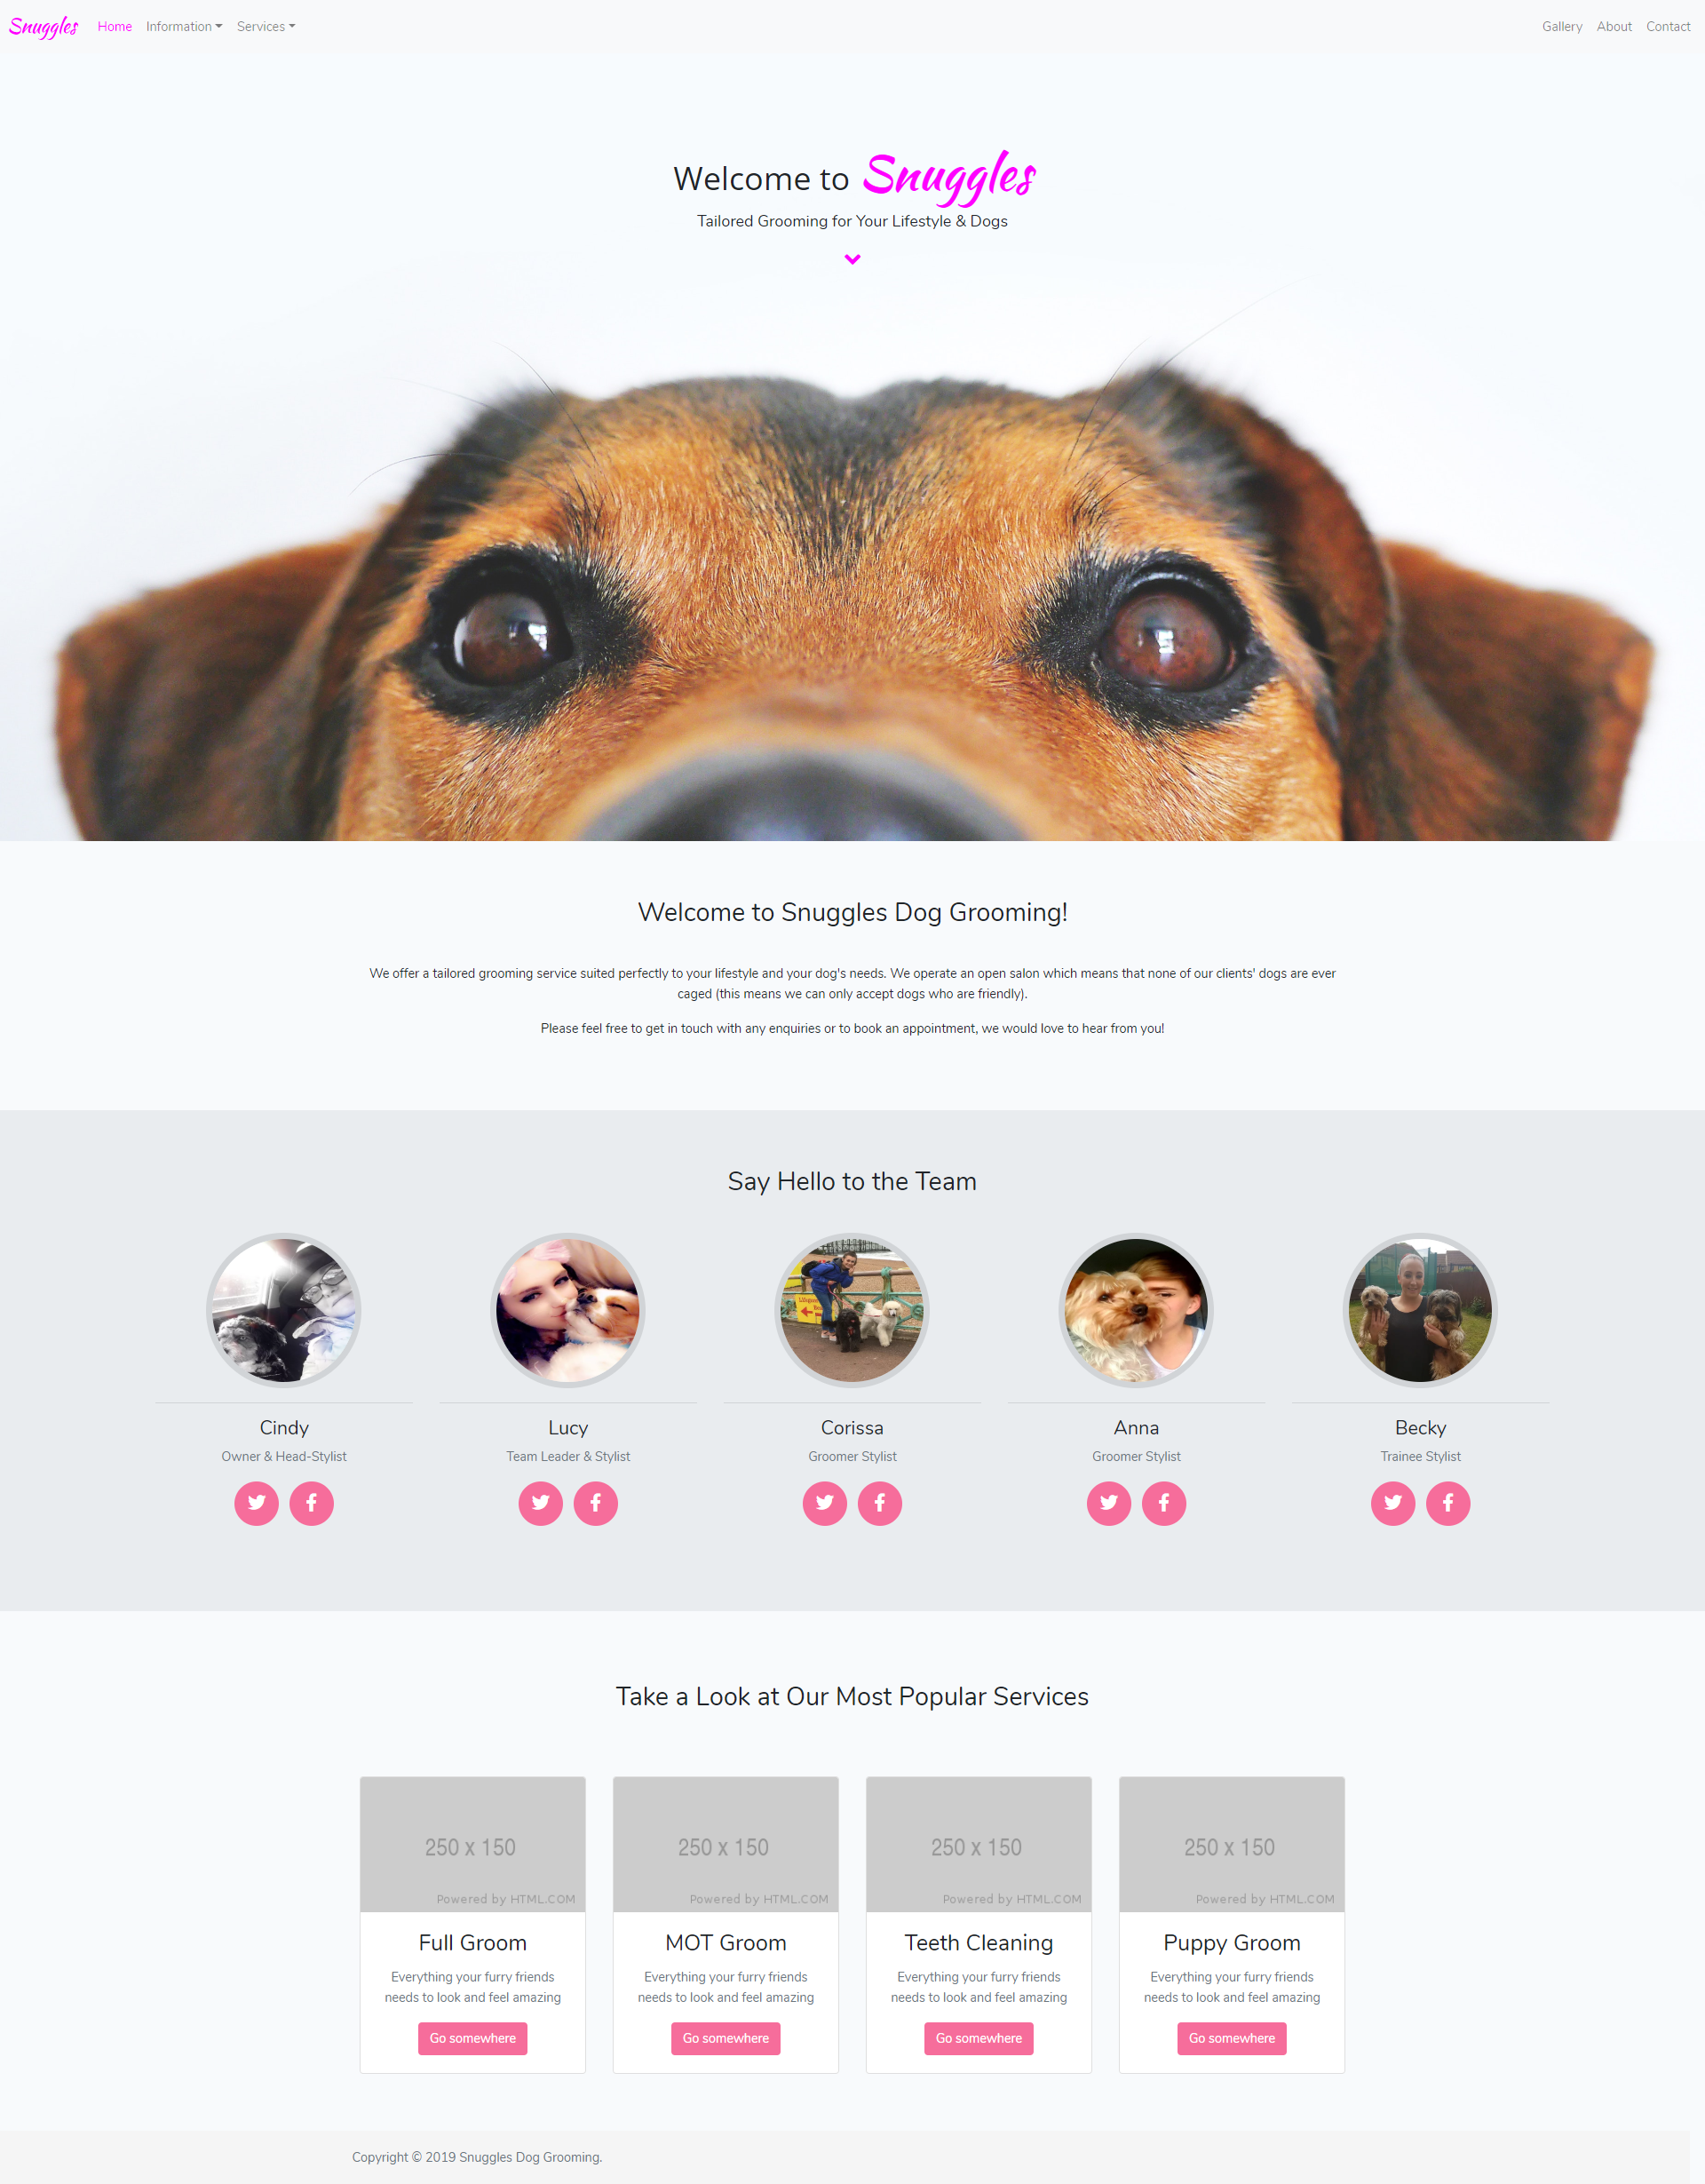 Snuggles Home Information Services Gallery About Contact
Welcome to Snuggles
Tailored Grooming for Your Lifestyle & Dogs
Welcome to Snuggles Dog Grooming!
We offer a tailored grooming service suited perfectly to your lifestyle and your dog's needs. We operate an open salon which means that none of our clients' dogs are ever
caged (this means we can only accept dogs who are friendly).
Please feel free to get in touch with any enquiries or to book an appointment, we would love to hear from you!
Say Hello to the Team
Cindy
Owner & Head-Stylist
Lucy
Team Leader & Stylist
Corissa
Groomer Stylist
Anna
Groomer Stylist
Becky
Trainee Stylist
Take a Look at Our Most Popular Services
250 x 150
Powered by HTML.COM
Full Groom
Everything your furry friends
needs to look and feel amazing
Go somewhere
250 x 150
Powered by HTML.COM
MOT Groom
Everything your furry friends
needs to look and feel amazing
Go somewhere
250 x 150
Powered by HTML.COM
Teeth Cleaning
Everything your furry friends
needs to look and feel amazing
Go somewhere
250 x 150
Powered by HTML.COM
Puppy Groom
Everything your furry friends
needs to look and feel amazing
Go somewhere
Copyright © 2019 Snuggles Dog Grooming.